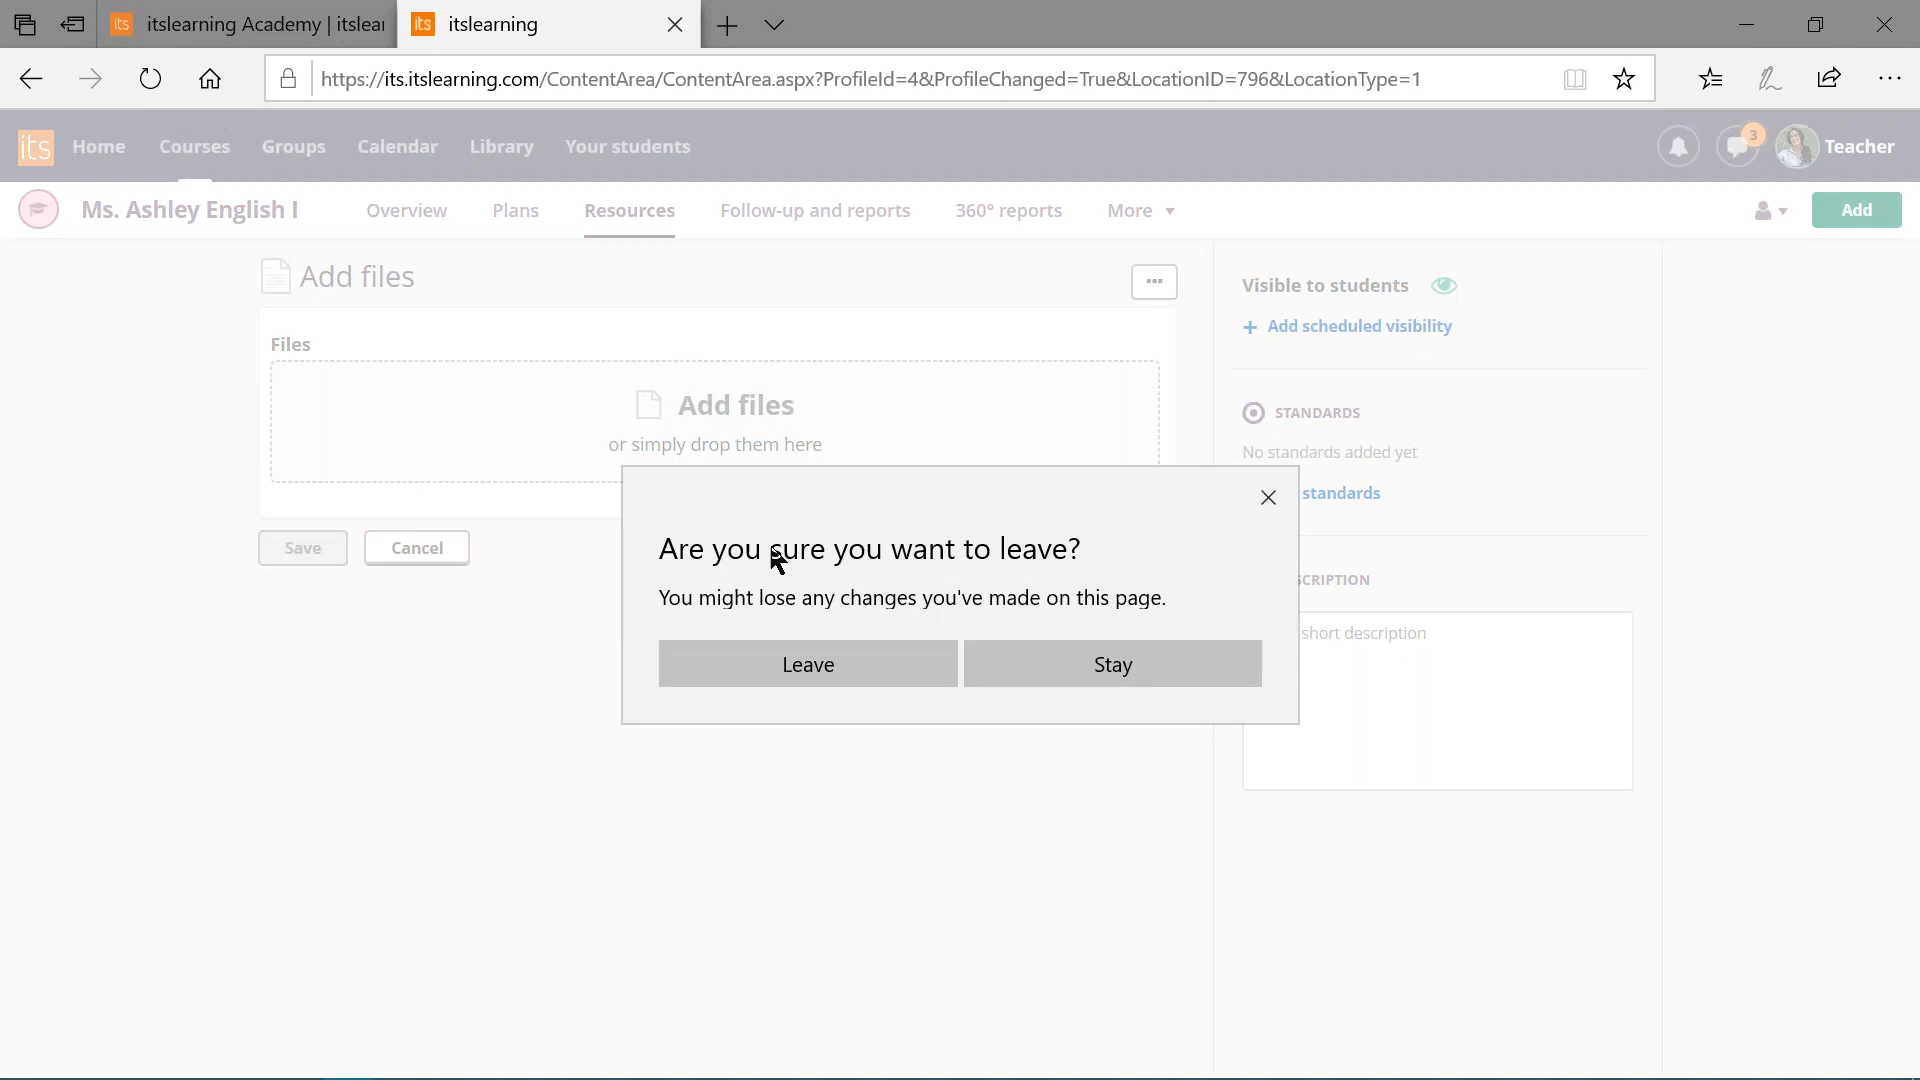 itslearning Academy | itslear
itslearning
https://its.itslearning.com/ContentArea/ContentArea.aspx?ProfileId=4&ProfileChanged=True&LocationID=796&LocationType=1
its Home Courses Groups Calendar Library Your students 3 Teacher
Ms. Ashley English I Overview Plans Resources Follow-up and reports 360° reports More Add
Add files
Files
Add files
or simply drop them here
Save Cancel
Visible to students
+ Add scheduled visibility
STANDARDS
No standards added yet
standards
SCRIPTION
short description
Are you sure you want to leave?
You might lose any changes you've made on this page.
Leave Stay